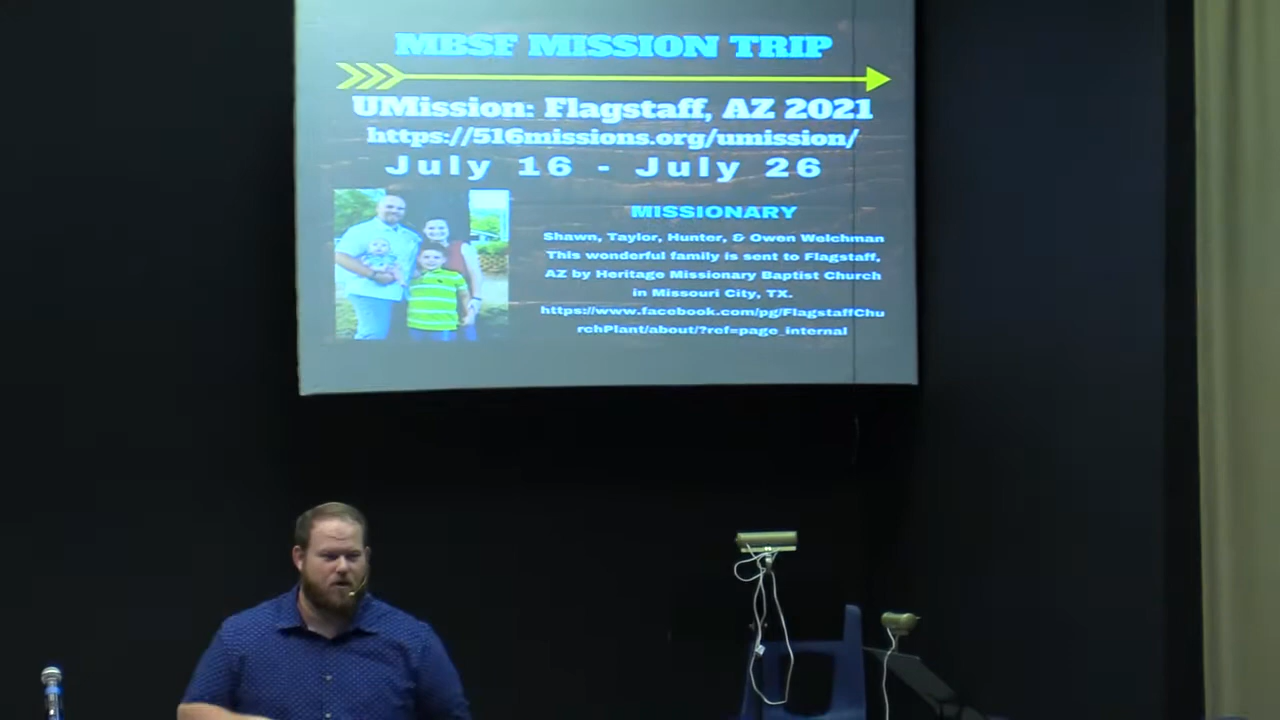 MBSF MISSION TRIP
UMission: Flagstaff, AZ 2021
https://516missions.org/umission/
July 16 - July 26
MISSIONARY
Shawn, Taylor, Hunter, & Owen Welchman
This wonderful family is sent to Flagstaff,
AZ by Heritage Missionary Baptist Church
in Missouri City, TX.
https://www.facebook.com/pg/FlagstaffChu
rchPlant/about/?ref=page_internal